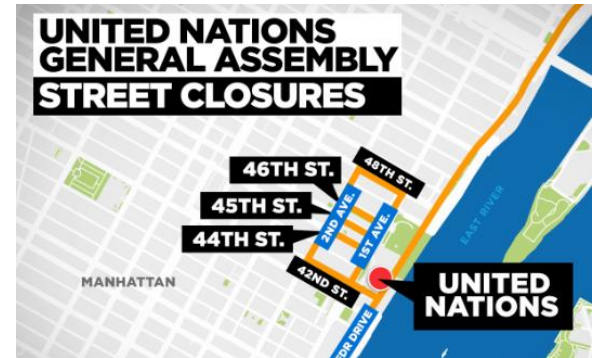 UNITED NATIONS
GENERAL ASSEMBLY
STREET CLOSURES
46TH ST.
48TH ST.
45TH ST.
2ND AVE.
1ST AVE.
44TH ST.
EAST RIVER
42ND ST.
MANHATTAN
UNITED
NATIONS
FDR DRIVE